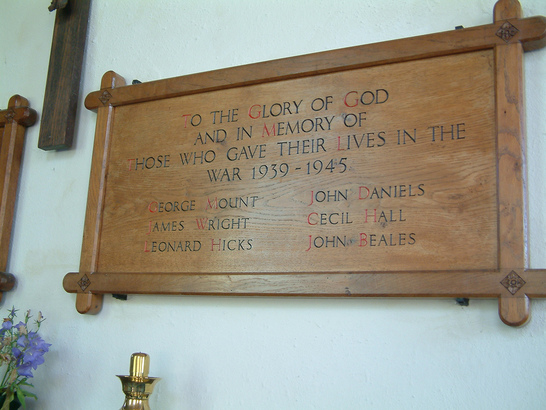 TO THE GLORY OF GOD
AND IN MEMORY OF
THOSE WHO GAVE THEIR LIVES IN THE
WAR 1939-1945
GEORGE MOUNT
JAMES WRIGHT
LEONARD HICKS
JOHN DANIELS
CECIL HALL
JOHN BEALES